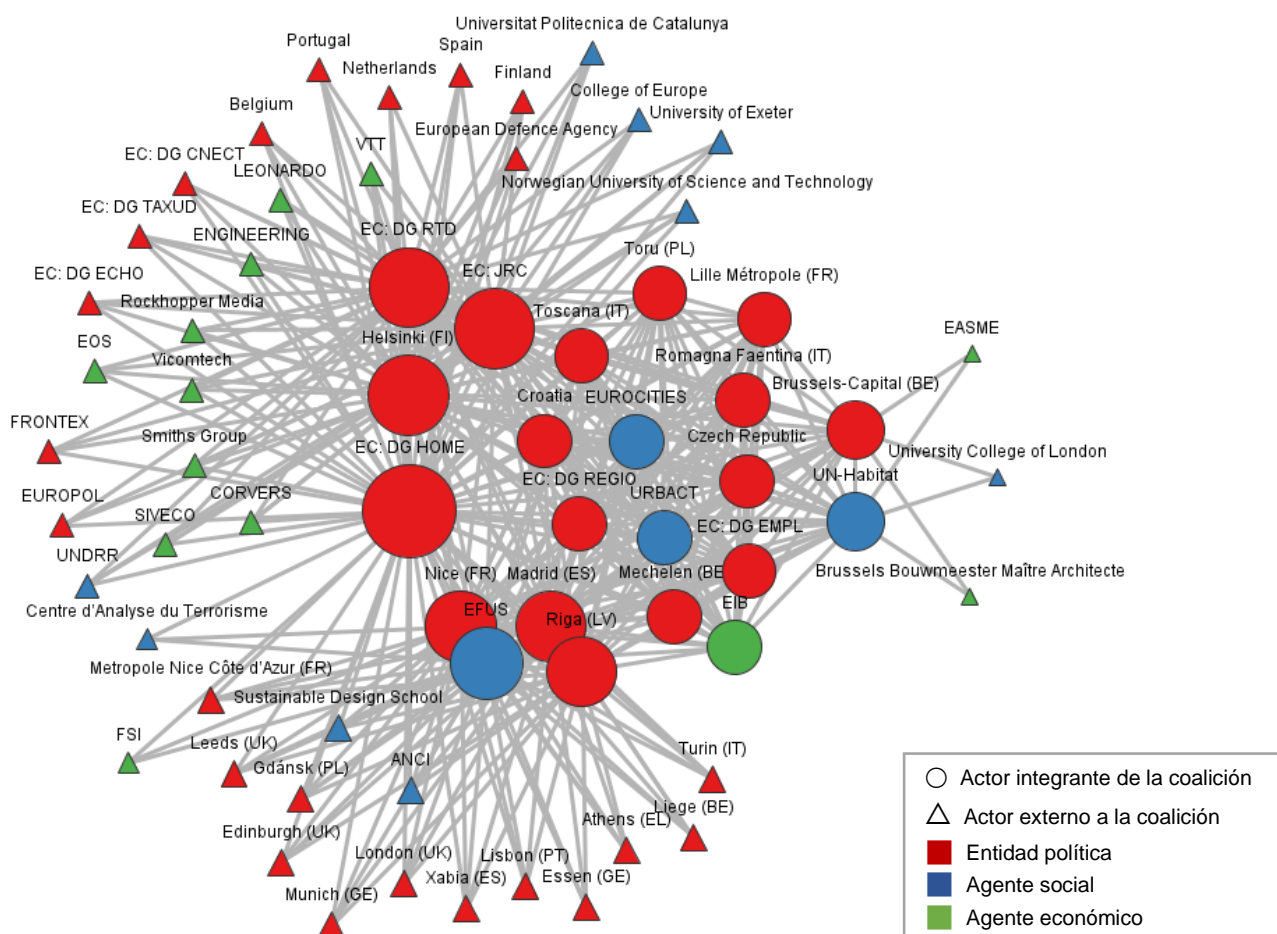 Universitat Politecnica de Catalunya
Portugal
Spain
Netherlands
Finland
College of Europe
Belgium
University of Exeter
European Defence Agency
VTT
EC: DG CNECT
LEONARDO
Norwegian University of Science and Technology
EC: DG TAXUD
ENGINEERING
EC: DG RTD
Toru (PL)
EC: DG ECHO
EC: JRC
Lille Métropole (FR)
Rockhopper Media
Toscana (IT)
EASME
EOS
Helsinki (FI)
Vicomtech
Romagna Faentina (IT)
Brussels-Capital (BE)
Croatia
EUROCITIES
FRONTEX
Smiths Group
Czech Republic
EC: DG HOME
University College of London
UN-Habitat
EC: DG REGIO
URBACT
EUROPOL
CORVERS
SIVECO
EC: DG EMPL
UNDRR
Nice (FR)
Madrid (ES)
Mechelen (BE
Brussels Bouwmeester Maître Architecte
Centre d'Analyse du Terrorisme
EFUS
EIB
Riga (LV)
Metropole Nice Côte d'Azur (FR)
Sustainable Design School
FSI
Leeds (UK)
Gdánsk (PL)
ANCI
Turin (IT)
Liege (BE)
Athens (EL)
Edinburgh (UK)
London (UK)
Lisbon (PT)
Xabia (ES)
Essen (GE)
Munich (GE)
Actor integrante de la coalición
Actor externo a la coalición
Entidad política
Agente social
Agente económico